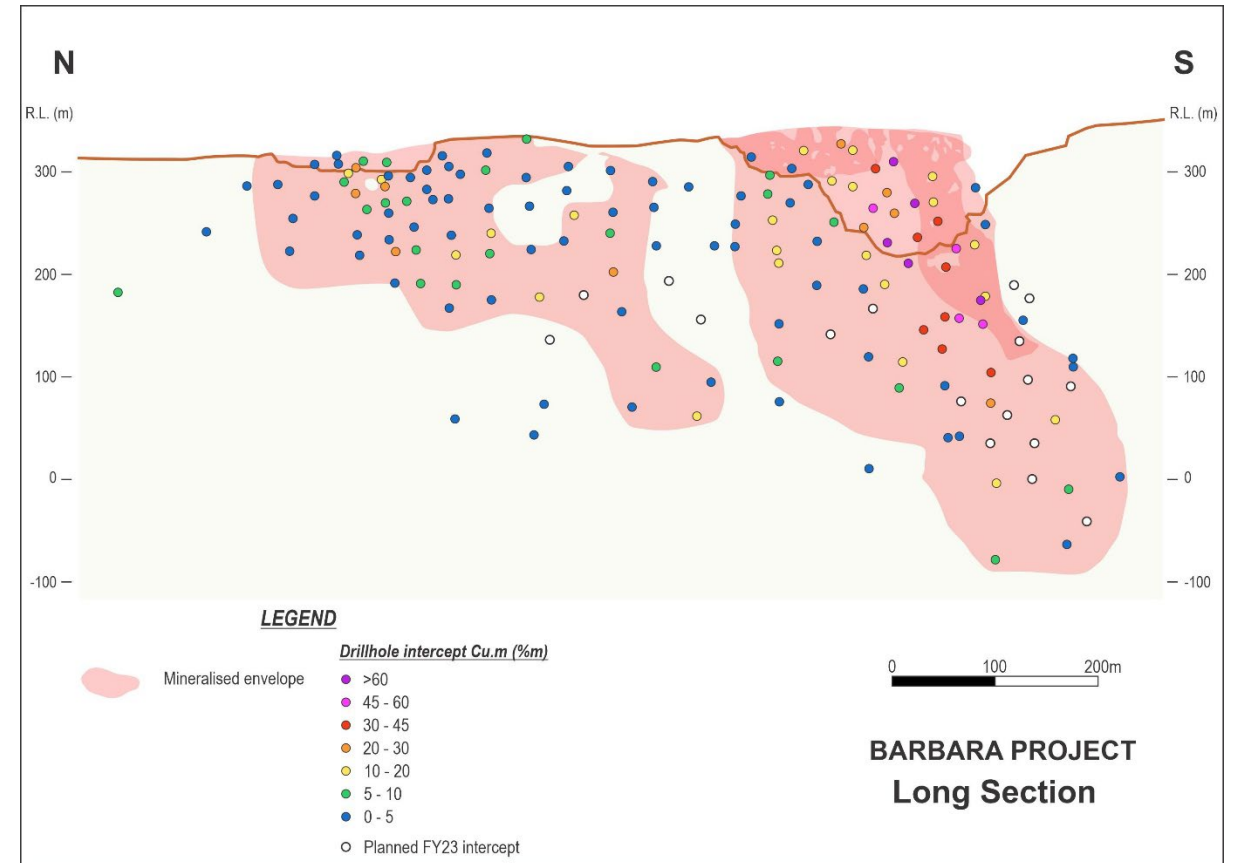 N
S
R.L. (m)
R.L. (m)
300
300
200
200
100
100
0
0
-100
-100
LEGEND
Mineralised envelope
Drillhole intercept Cu.m (%m)
>60
45 - 60
30 - 45
20 - 30
10 - 20
5 - 10
0 - 5
Planned FY23 intercept
0 100 200m
BARBARA PROJECT
Long Section